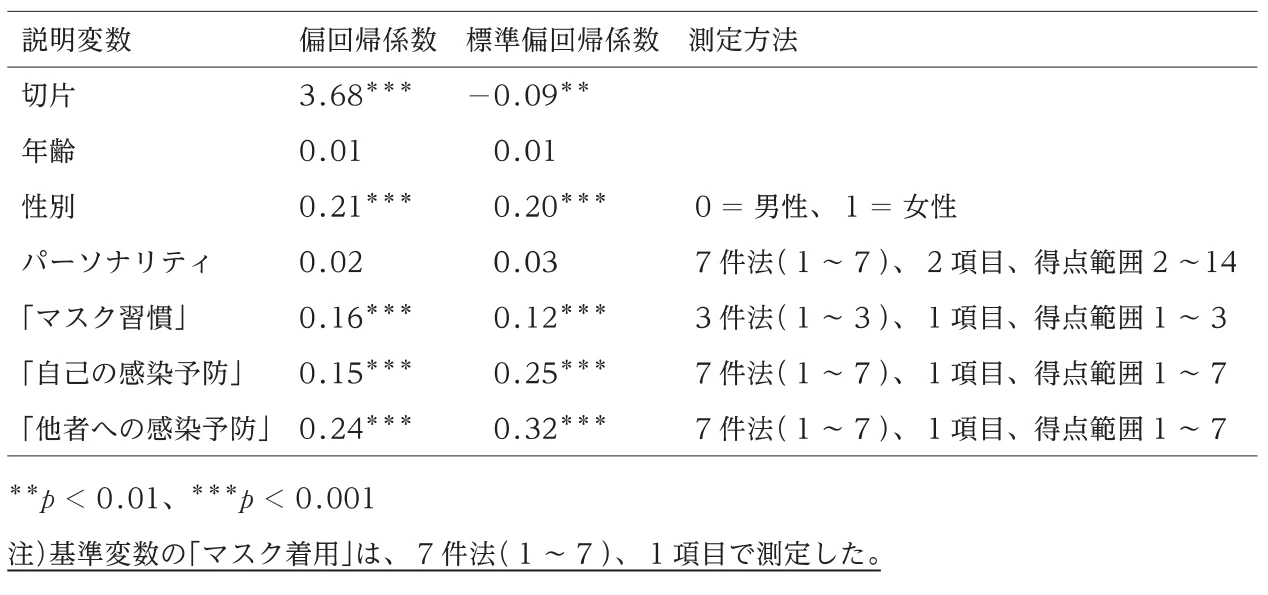 説明変数 偏回帰係数 標準偏回帰係数 測定方法
切片 3.68*** −0.09**
年齢 0.01 0.01
性別 0.21*** 0.20*** 0 = 男性、1 = 女性
パーソナリティ 0.02 0.03 7件法(1～7)、2項目、得点範囲2～14
「マスク習慣」 0.16*** 0.12*** 3件法(1～3)、1項目、得点範囲1～3
「自己の感染予防」 0.15*** 0.25*** 7件法(1～7)、1項目、得点範囲1～7
「他者への感染予防」 0.24*** 0.32*** 7件法(1～7)、1項目、得点範囲1～7
**p < 0.01、***p < 0.001
注)基準変数の「マスク着用」は、7件法(1～7)、1項目で測定した。